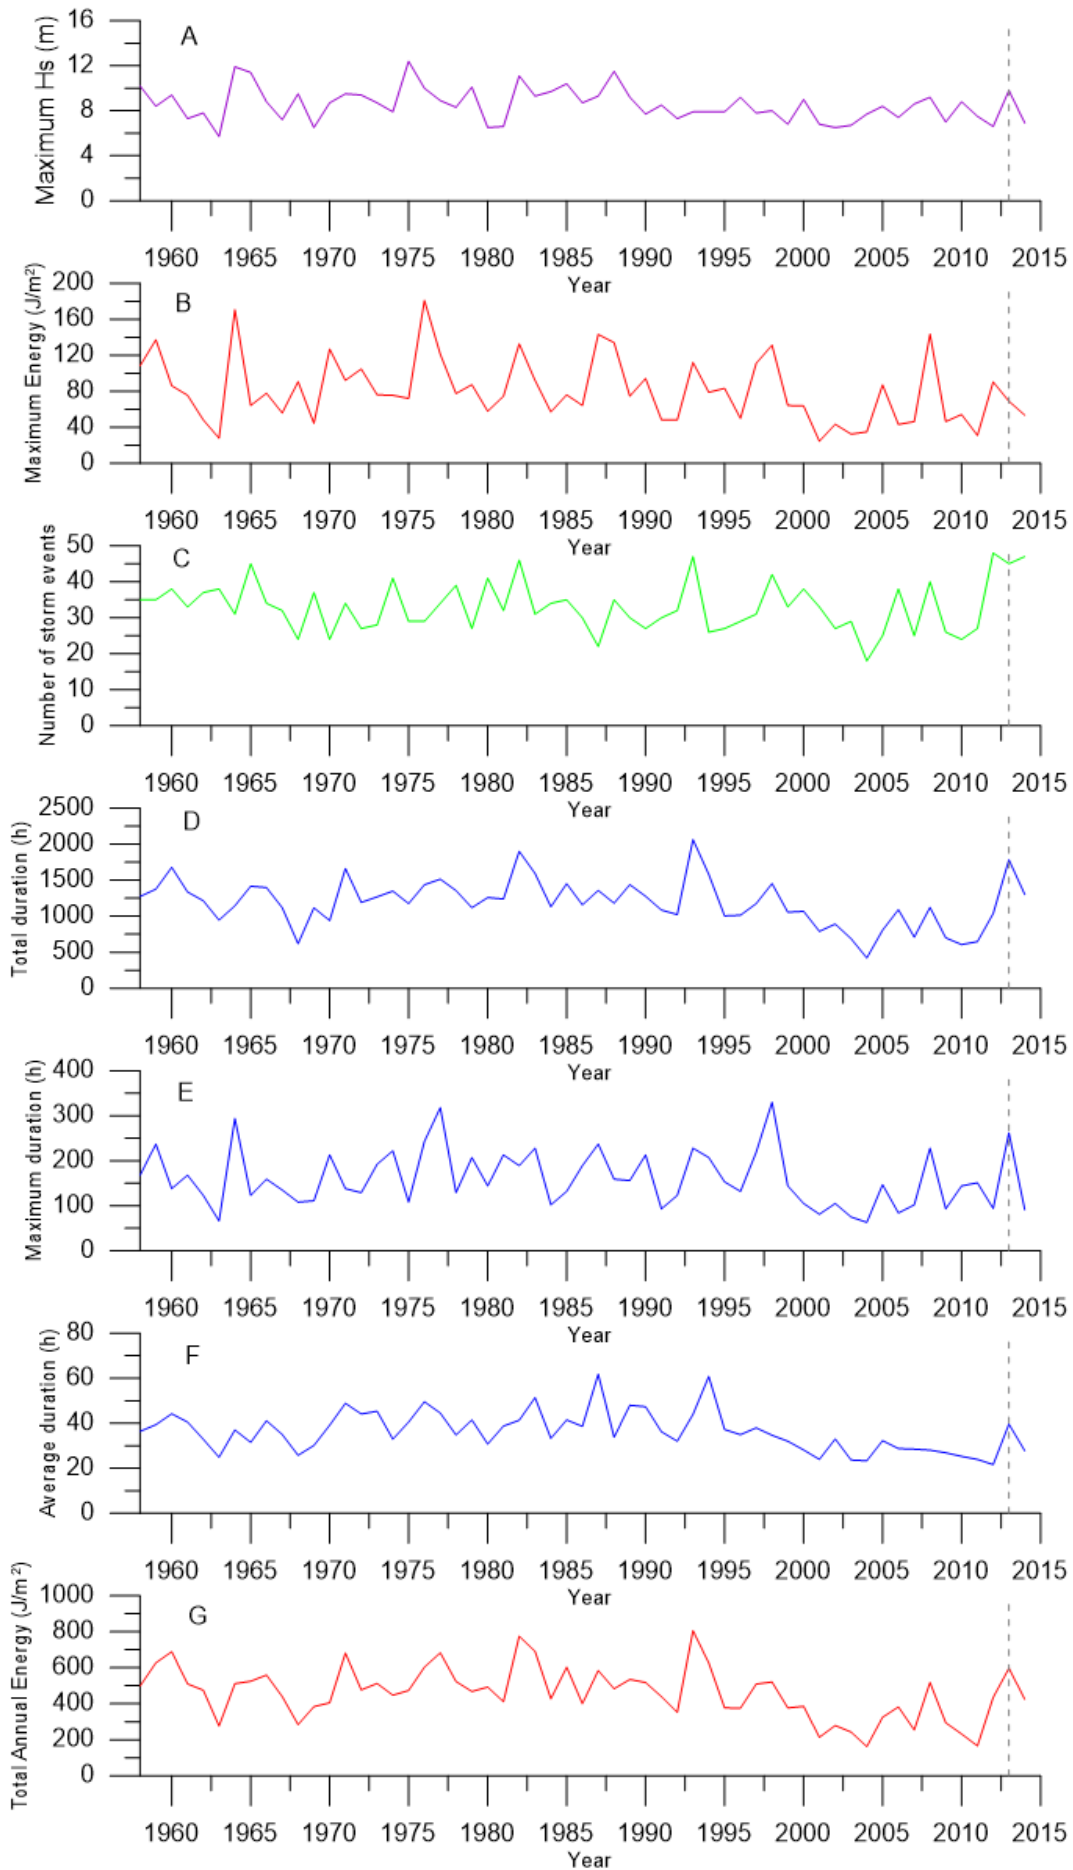 A
Maximum Hs (m)
16
12
8
4
0
1960 1965 1970 1975 1980 1985 1990 1995 2000 2005 2010 2015
Year
B
Maximum Energy (J/m²)
200
160
120
80
40
0
1960 1965 1970 1975 1980 1985 1990 1995 2000 2005 2010 2015
Year
C
Number of storm events
50
40
30
20
10
0
1960 1965 1970 1975 1980 1985 1990 1995 2000 2005 2010 2015
Year
D
Total duration (h)
2500
2000
1500
1000
500
0
1960 1965 1970 1975 1980 1985 1990 1995 2000 2005 2010 2015
Year
E
Maximum duration (h)
400
300
200
100
0
1960 1965 1970 1975 1980 1985 1990 1995 2000 2005 2010 2015
Year
F
Average duration (h)
80
60
40
20
0
1960 1965 1970 1975 1980 1985 1990 1995 2000 2005 2010 2015
Year
G
Total Annual Energy (J/m²)
1000
800
600
400
200
0
1960 1965 1970 1975 1980 1985 1990 1995 2000 2005 2010 2015
Year